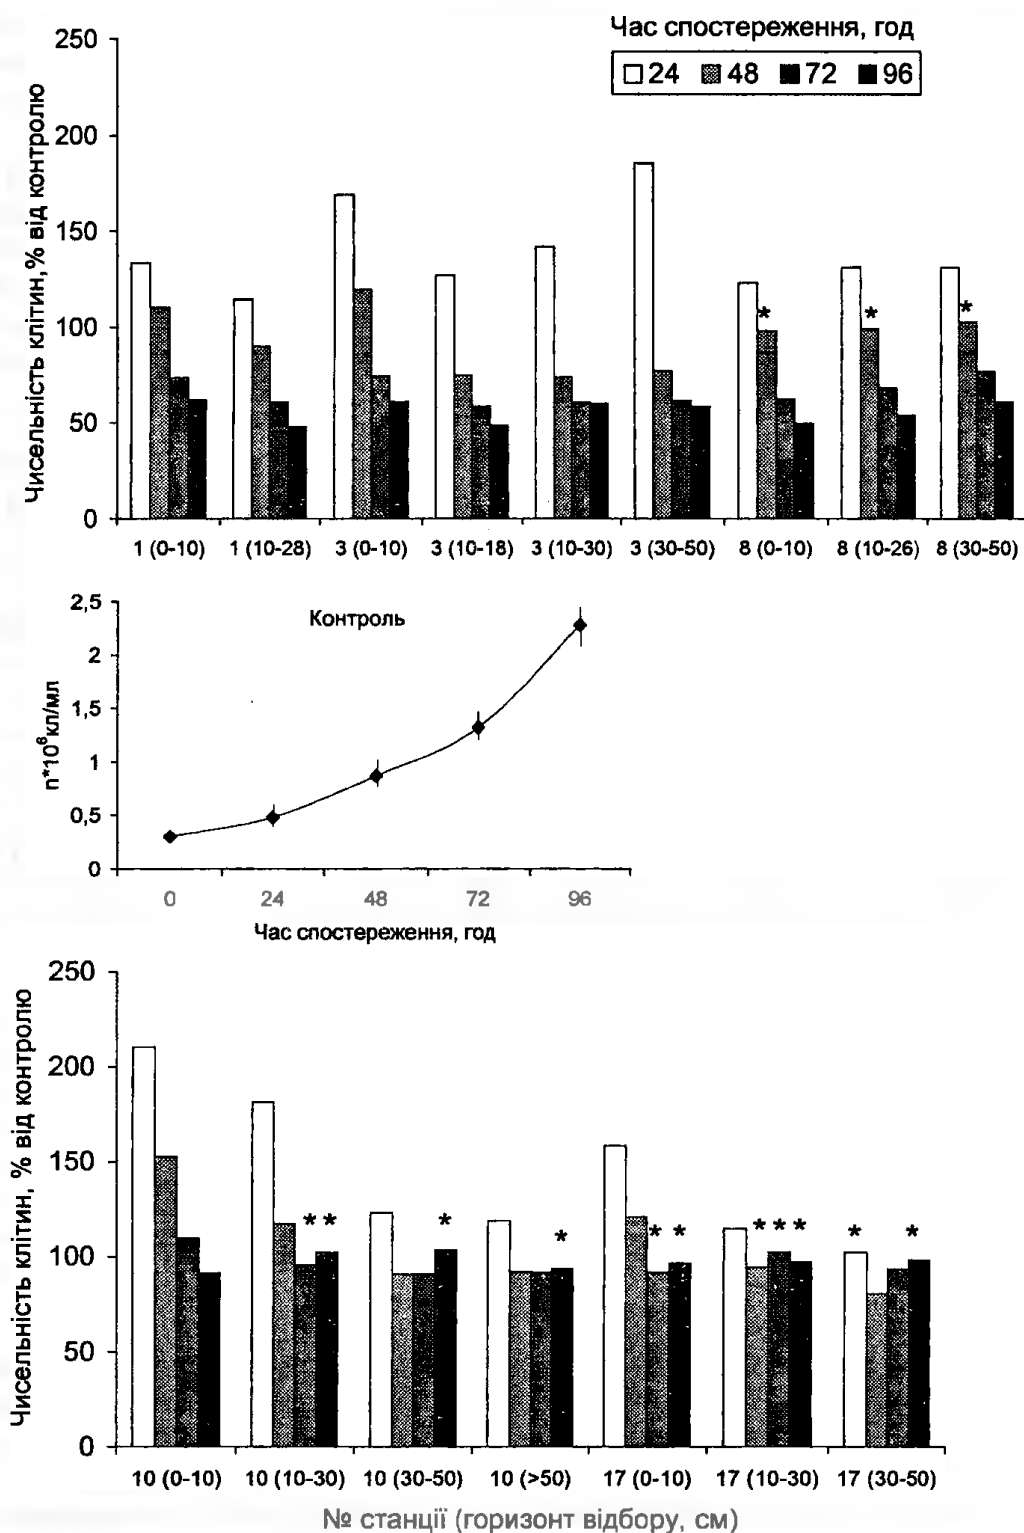 Час спостереження, год
24 48 72 96
Чисельність клітин,% від контролю
250
200
150
100
50
0
* * *
1 (0-10) 1 (10-28) 3 (0-10) 3 (10-18) 3 (10-30) 3 (30-50) 8 (0-10) 8 (10-26) 8 (30-50)
Контроль
n*10⁶кл/мл
2,5
2
1,5
1
0,5
0
0 24 48 72 96
Час спостереження, год
Чисельність клітин, % від контролю
250
200
150
100
50
0
* * * * * * * * * * *
10 (0-10) 10 (10-30) 10 (30-50) 10 (>50) 17 (0-10) 17 (10-30) 17 (30-50)
№ станції (горизонт відбору, см)